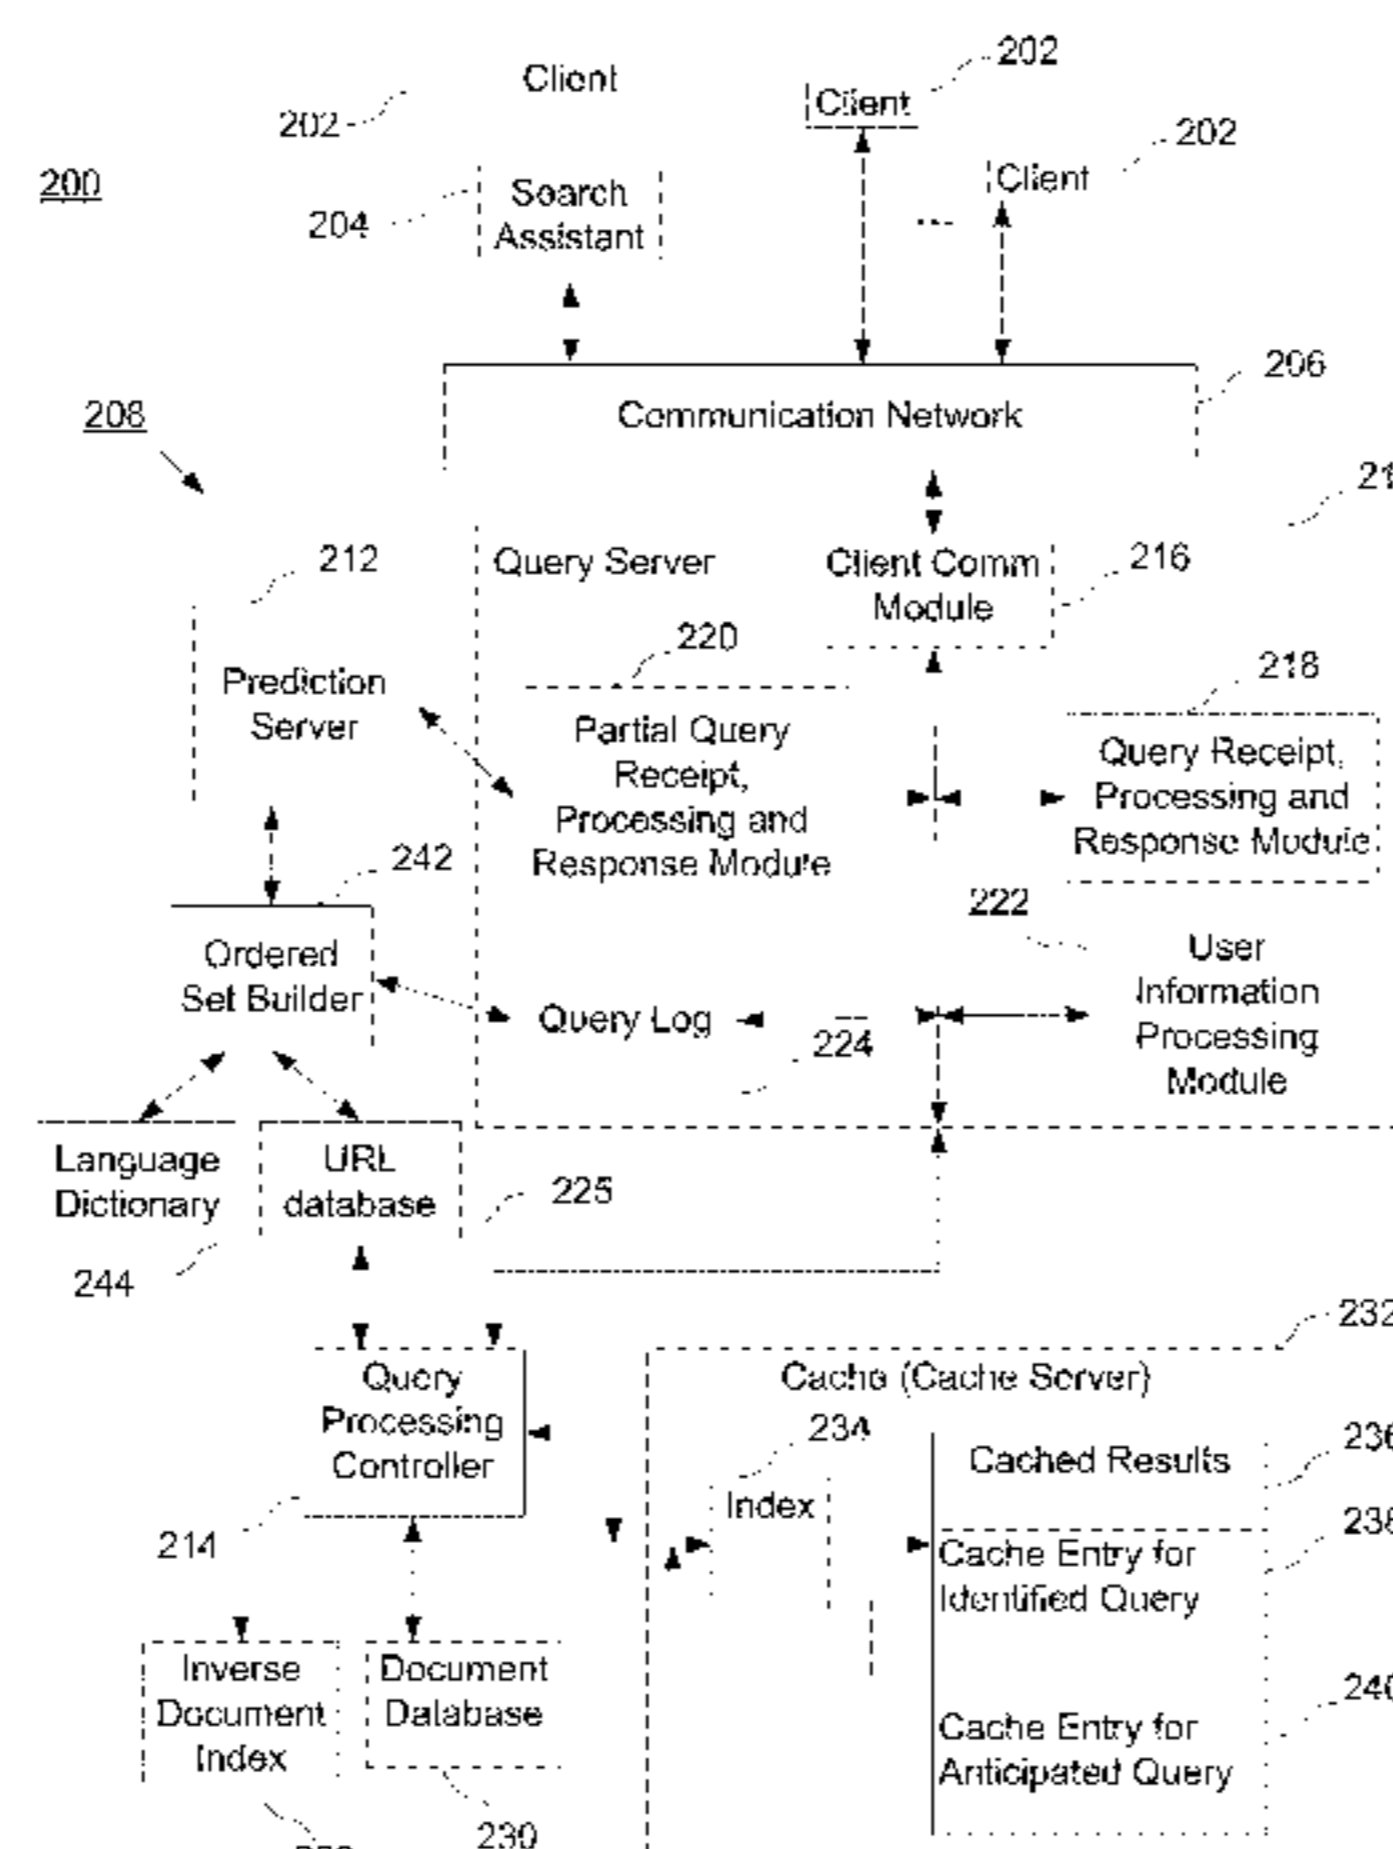 202
Client
Client
202
202
Client
200
Search
Assistant
204
206
Communication Network
208
212
Query Server
Client Comm
Module
216
220
218
Prediction
Server
Partial Query
Receipt,
Processing and
Response Module
Query Receipt,
Processing and
Response Module
242
222
Ordered
Set Builder
User
Information
Processing
Module
Query Log
224
Language
Dictionary
URL
database
225
244
232
Query
Processing
Controller
Cache (Cache Server)
234
236
Cached Results
Index
238
214
Cache Entry for
Identified Query
Inverse
Document
Index
Document
Database
240
Cache Entry for
Anticipated Query
230